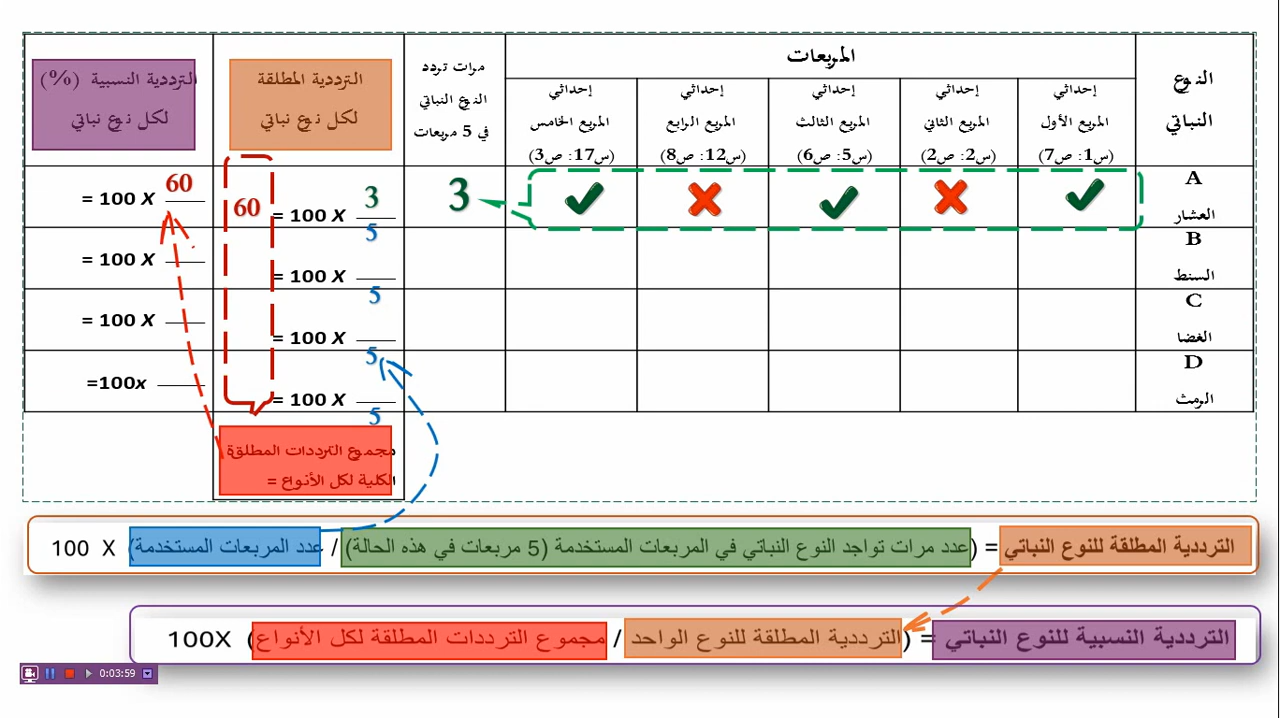 النوع
النباتي
المربعات
إحداثي
المربع الأول
(س1: ص7)
إحداثي
المربع الثاني
(س2: ص2)
إحداثي
المربع الثالث
(س5: ص6)
إحداثي
المربع الرابع
(س12: ص8)
إحداثي
المربع الخامس
(س17: ص3)
مرات تردد
النوع النباتي
في 5 مربعات
الترددية المطلقة
لكل نوع نباتي
الترددية النسبية (%)
لكل نوع نباتي
A
العشار
3
3
= 100 X
5
60
60
= 100 X
B
السنط
= 100 X
5
= 100 X
C
الغضا
= 100 X
5
= 100 X
D
الرمث
= 100 X
5
=100x
مجموع الترددات المطلقة
الكلية لكل الأنواع =
الترددية المطلقة للنوع النباتي = (عدد مرات تواجد النوع النباتي في المربعات المستخدمة (5 مربعات في هذه الحالة) / عدد المربعات المستخدمة) X 100
الترددية النسبية للنوع النباتي = (الترددية المطلقة للنوع الواحد / مجموع الترددات المطلقة لكل الأنواع) 100X
0:03:59